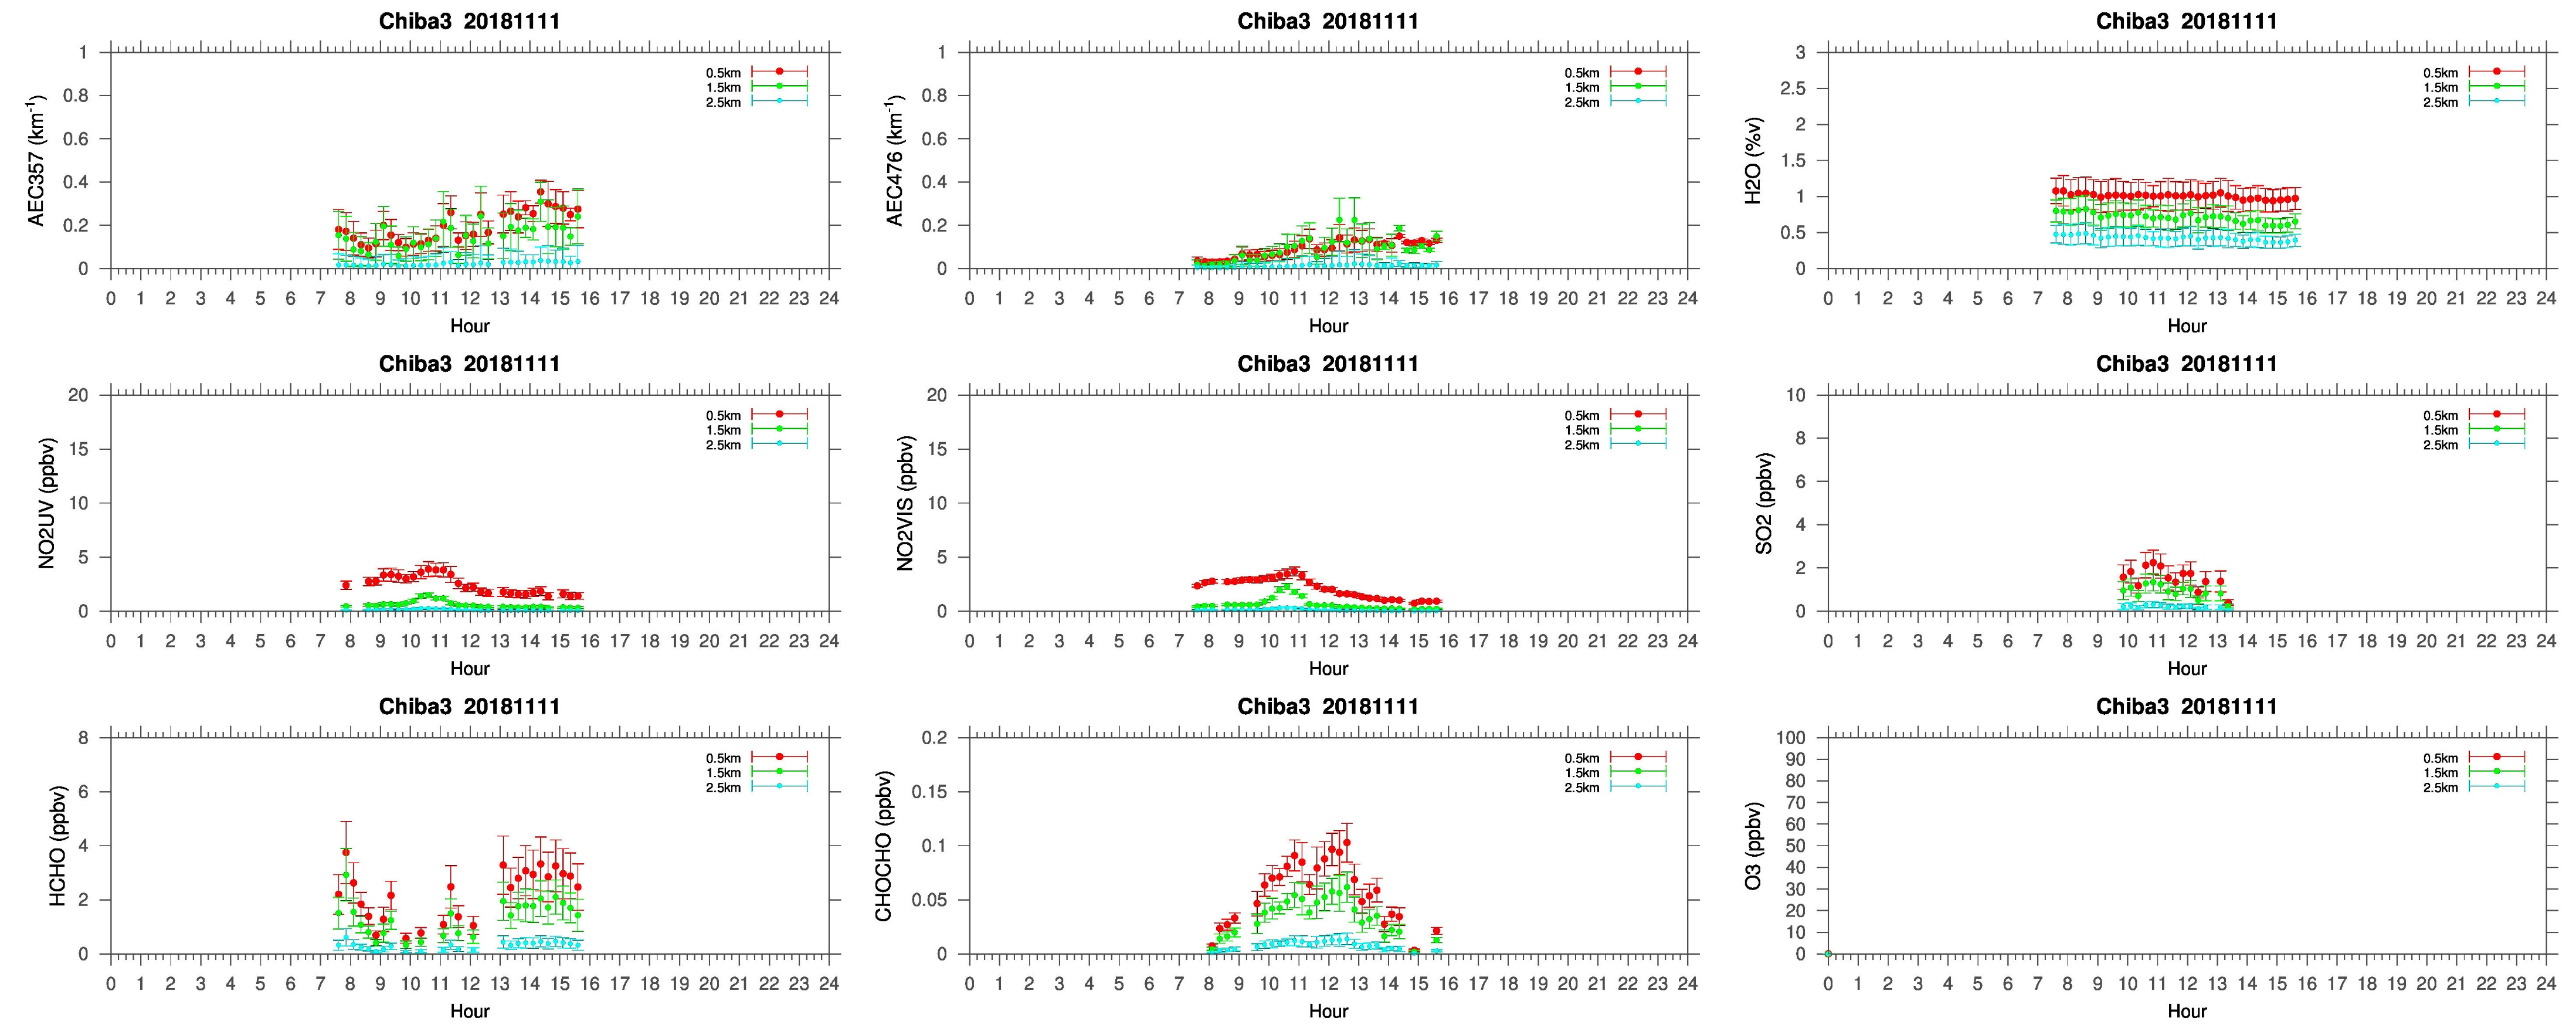 Chiba3 20181111
AEC357 (km-1)
1
0.8
0.6
0.4
0.2
0
0.5km
1.5km
2.5km
0 1 2 3 4 5 6 7 8 9 10 11 12 13 14 15 16 17 18 19 20 21 22 23 24
Hour
Chiba3 20181111
AEC476 (km-1)
1
0.8
0.6
0.4
0.2
0
0.5km
1.5km
2.5km
0 1 2 3 4 5 6 7 8 9 10 11 12 13 14 15 16 17 18 19 20 21 22 23 24
Hour
Chiba3 20181111
H2O (%v)
3
2.5
2
1.5
1
0.5
0
0.5km
1.5km
2.5km
0 1 2 3 4 5 6 7 8 9 10 11 12 13 14 15 16 17 18 19 20 21 22 23 24
Hour
Chiba3 20181111
NO2UV (ppbv)
20
15
10
5
0
0.5km
1.5km
2.5km
0 1 2 3 4 5 6 7 8 9 10 11 12 13 14 15 16 17 18 19 20 21 22 23 24
Hour
Chiba3 20181111
NO2VIS (ppbv)
20
15
10
5
0
0.5km
1.5km
2.5km
0 1 2 3 4 5 6 7 8 9 10 11 12 13 14 15 16 17 18 19 20 21 22 23 24
Hour
Chiba3 20181111
SO2 (ppbv)
10
8
6
4
2
0
0.5km
1.5km
2.5km
0 1 2 3 4 5 6 7 8 9 10 11 12 13 14 15 16 17 18 19 20 21 22 23 24
Hour
Chiba3 20181111
HCHO (ppbv)
8
6
4
2
0
0.5km
1.5km
2.5km
0 1 2 3 4 5 6 7 8 9 10 11 12 13 14 15 16 17 18 19 20 21 22 23 24
Hour
Chiba3 20181111
CHOCHO (ppbv)
0.2
0.15
0.1
0.05
0
0.5km
1.5km
2.5km
0 1 2 3 4 5 6 7 8 9 10 11 12 13 14 15 16 17 18 19 20 21 22 23 24
Hour
Chiba3 20181111
O3 (ppbv)
100
90
80
70
60
50
40
30
20
10
0
0.5km
1.5km
2.5km
0 1 2 3 4 5 6 7 8 9 10 11 12 13 14 15 16 17 18 19 20 21 22 23 24
Hour